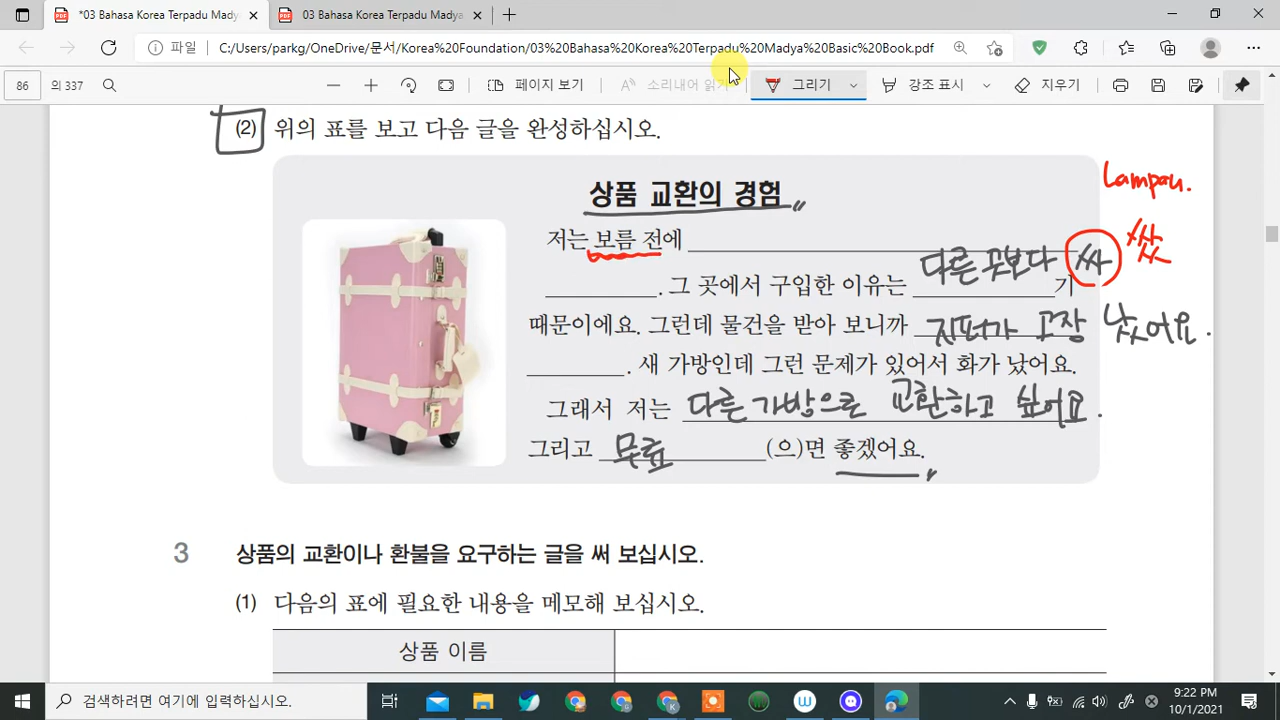 *03 Bahasa Korea Terpadu Mady
03 Bahasa Korea Terpadu Madya
파일
C:/Users/parkg/OneDrive/문서/Korea%20Foundation/03%20Bahasa%20Korea%20Terpadu%20Madya%20Basic%20Book.pdf
86 의 337
페이지 보기
소리내어 읽기
그리기
강조 표시
지우기
(2) 위의 표를 보고 다음 글을 완성하십시오.
상품 교환의 경험
Lampau.
저는 보름 전에
쌌
. 그 곳에서 구입한 이유는 다른 곳보다 싸 기
때문이에요. 그런데 물건을 받아 보니까 지퍼가 고장 났어요.
. 새 가방인데 그런 문제가 있어서 화가 났어요.
그래서 저는 다른 가방으로 교환하고 싶어요.
그리고 무료 (으)면 좋겠어요.
3 상품의 교환이나 환불을 요구하는 글을 써 보십시오.
(1) 다음의 표에 필요한 내용을 메모해 보십시오.
상품 이름
검색하려면 여기에 입력하십시오.
9:22 PM
10/1/2021